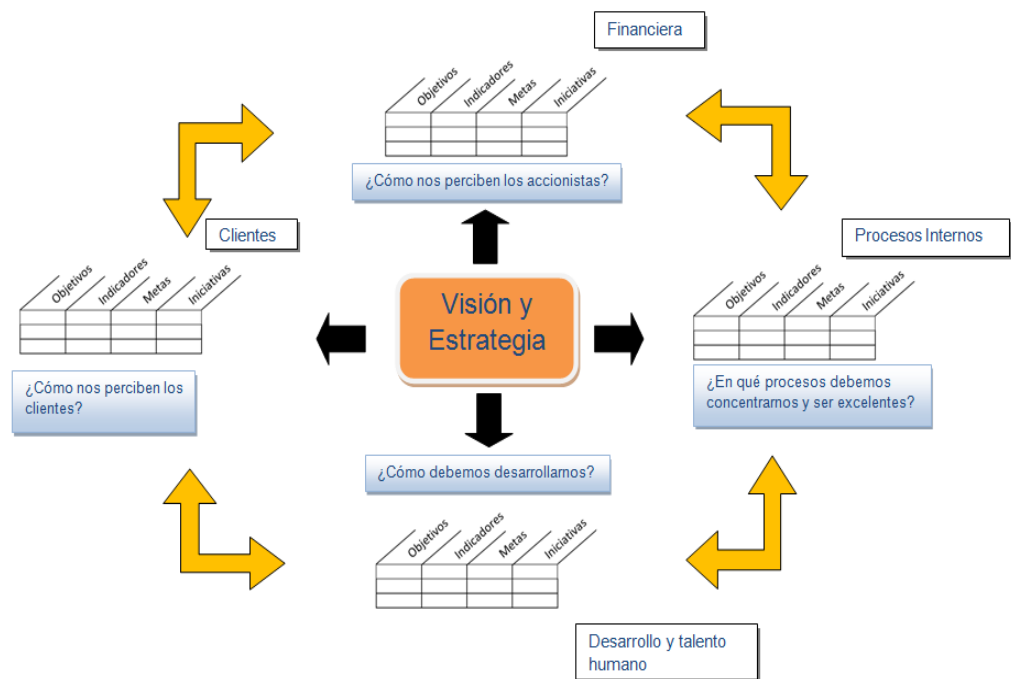 Financiera
Objetivos
Indicadores
Metas
Iniciativas
¿Cómo nos perciben los accionistas?
Clientes
Objetivos
Indicadores
Metas
Iniciativas
¿Cómo nos perciben los
clientes?
Visión y
Estrategia
Procesos Internos
Objetivos
Indicadores
Metas
Iniciativas
¿En qué procesos debemos
concentrarnos y ser excelentes?
¿Cómo debemos desarrollarnos?
Objetivos
Indicadores
Metas
Iniciativas
Desarrollo y talento
humano